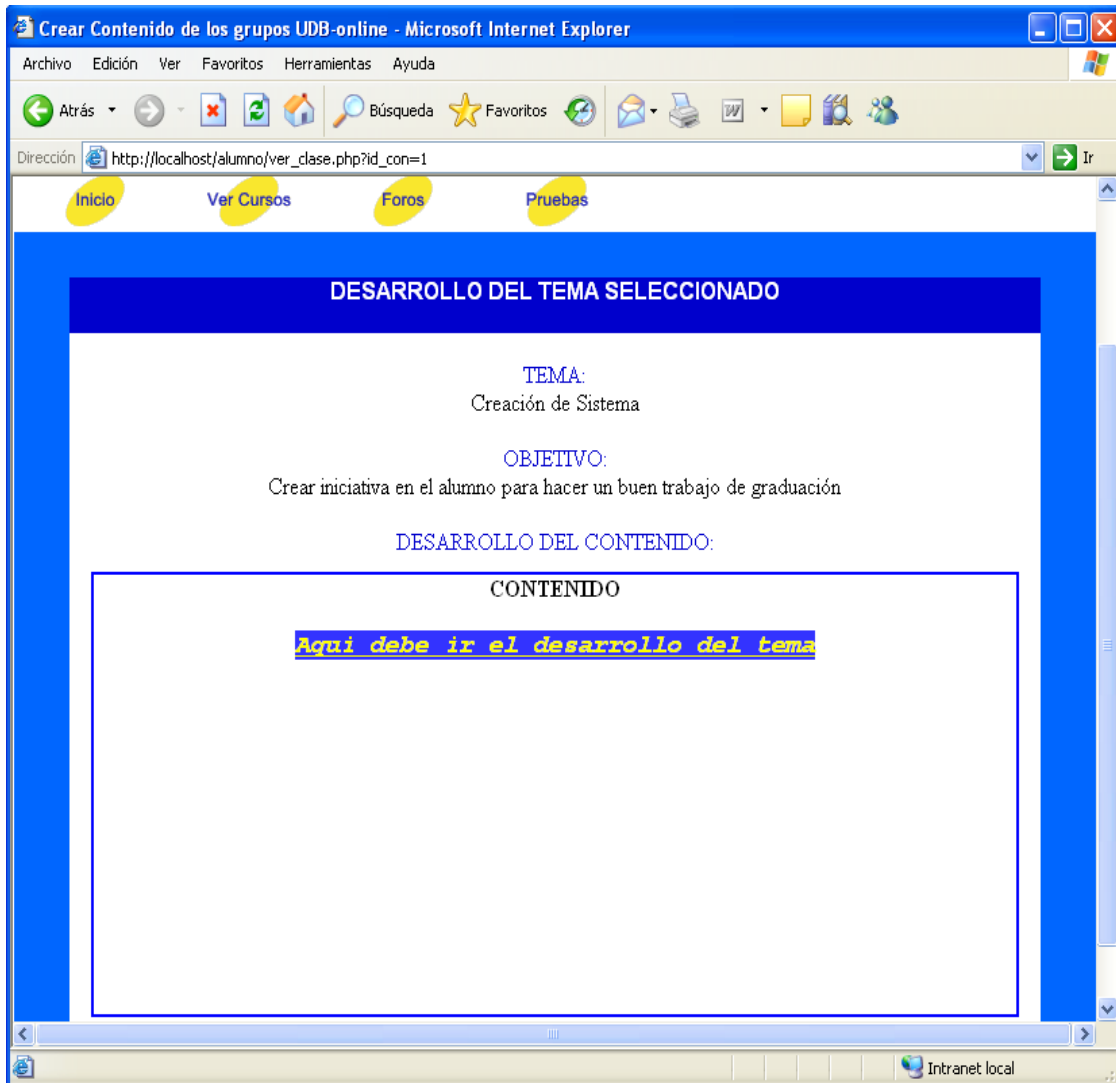 Crear Contenido de los grupos UDB-online - Microsoft Internet Explorer
Archivo Edición Ver Favoritos Herramientas Ayuda
Atrás Búsqueda Favoritos W
Dirección http://localhost/alumno/ver_clase.php?id_con=1 Ir
Inicio Ver Cursos Foros Pruebas
DESARROLLO DEL TEMA SELECCIONADO
TEMA:
Creación de Sistema
OBJETIVO:
Crear iniciativa en el alumno para hacer un buen trabajo de graduación
DESARROLLO DEL CONTENIDO:
CONTENIDO
Aqui debe ir el desarrollo del tema
Intranet local